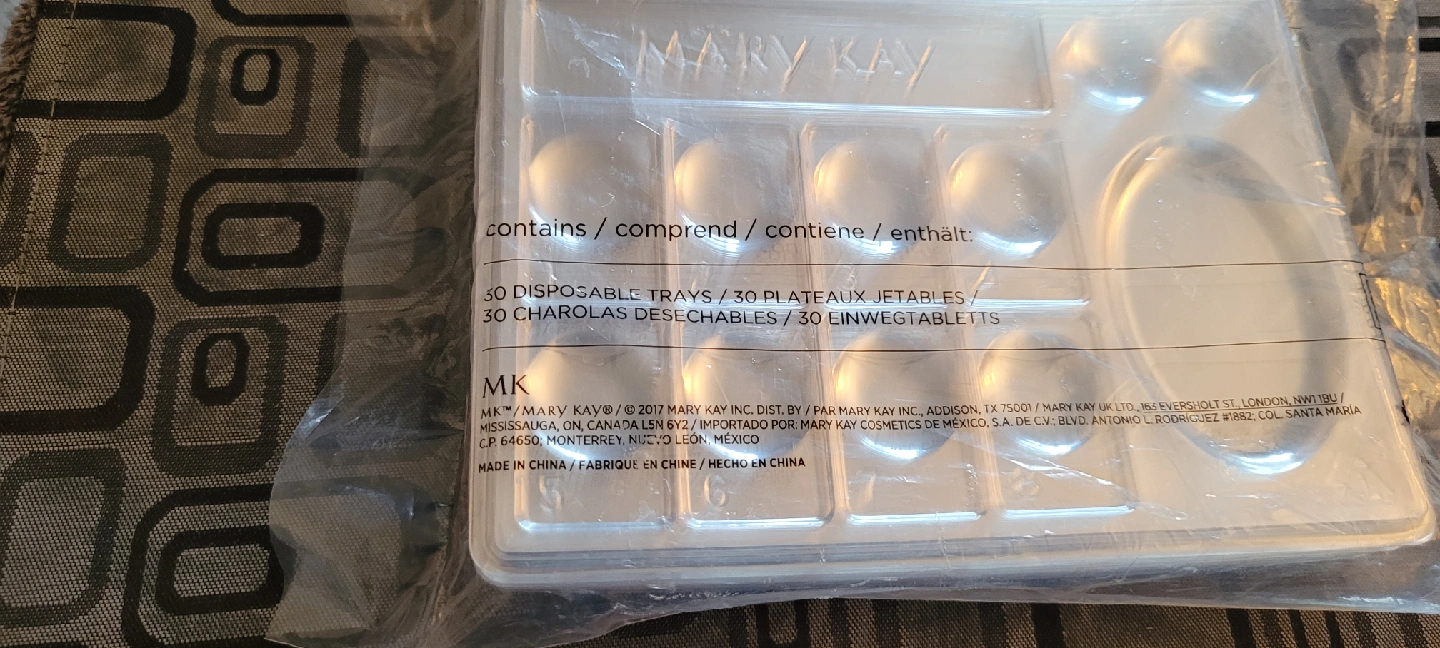 MARY KAY
contains / comprend / contiene / enthält:
30 DISPOSABLE TRAYS / 30 PLATEAUX JETABLES /
30 CHAROLAS DESECHABLES / 30 EINWEGTABLETTS
MK
MK™/MARY KAY® / © 2017 MARY KAY INC. DIST. BY / PAR MARY KAY INC., ADDISON, TX 75001 / MARY KAY UK LTD., 163 EVERSHOLT ST., LONDON, NW1 1BU /
MISSISSAUGA, ON, CANADA L5N 6Y2 / IMPORTADO POR: MARY KAY COSMETICS DE MÉXICO, S.A. DE C.V.: BLVD. ANTONIO L. RODRÍGUEZ #1882; COL. SANTA MARÍA
C.P. 64650; MONTERREY, NUEVO LEÓN, MÉXICO
MADE IN CHINA / FABRIQUÉ EN CHINE / HECHO EN CHINA
5 6 7